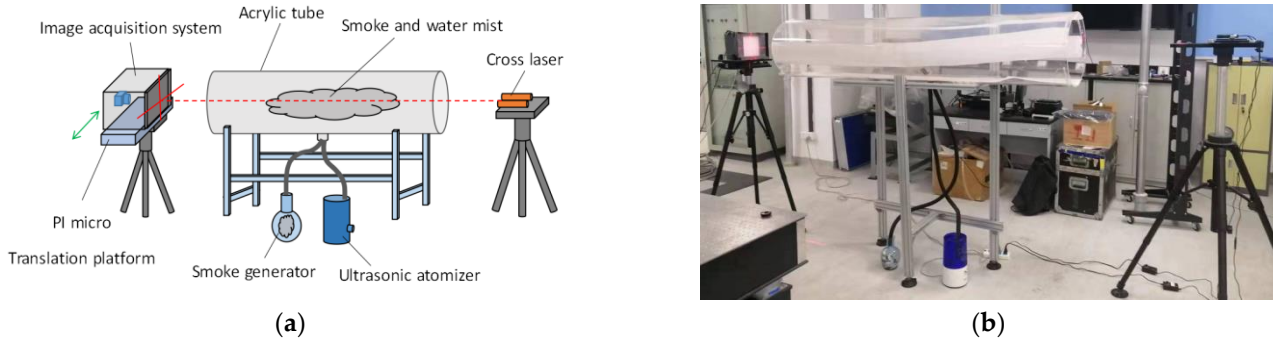 Acrylic tube
Image acquisition system
Smoke and water mist
Cross laser
PI micro
Translation platform
Smoke generator
Ultrasonic atomizer
(a)
(b)